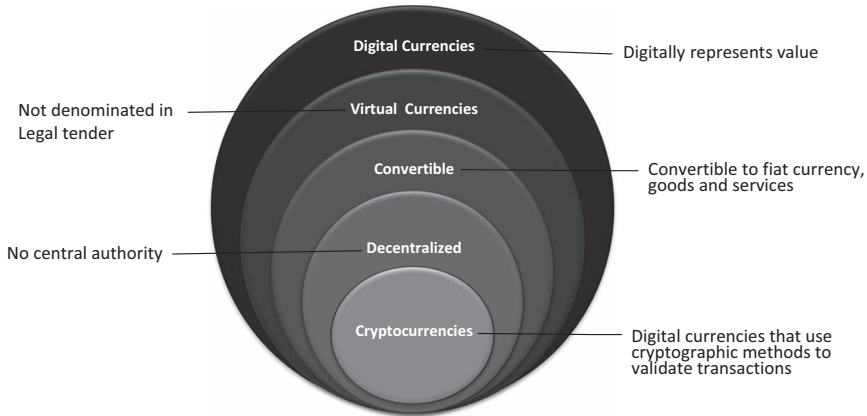 Digital Currencies
Digitally represents value
Not denominated in
Legal tender
Virtual Currencies
Convertible
Convertible to fiat currency,
goods and services
No central authority
Decentralized
Cryptocurrencies
Digital currencies that use
cryptographic methods to
validate transactions